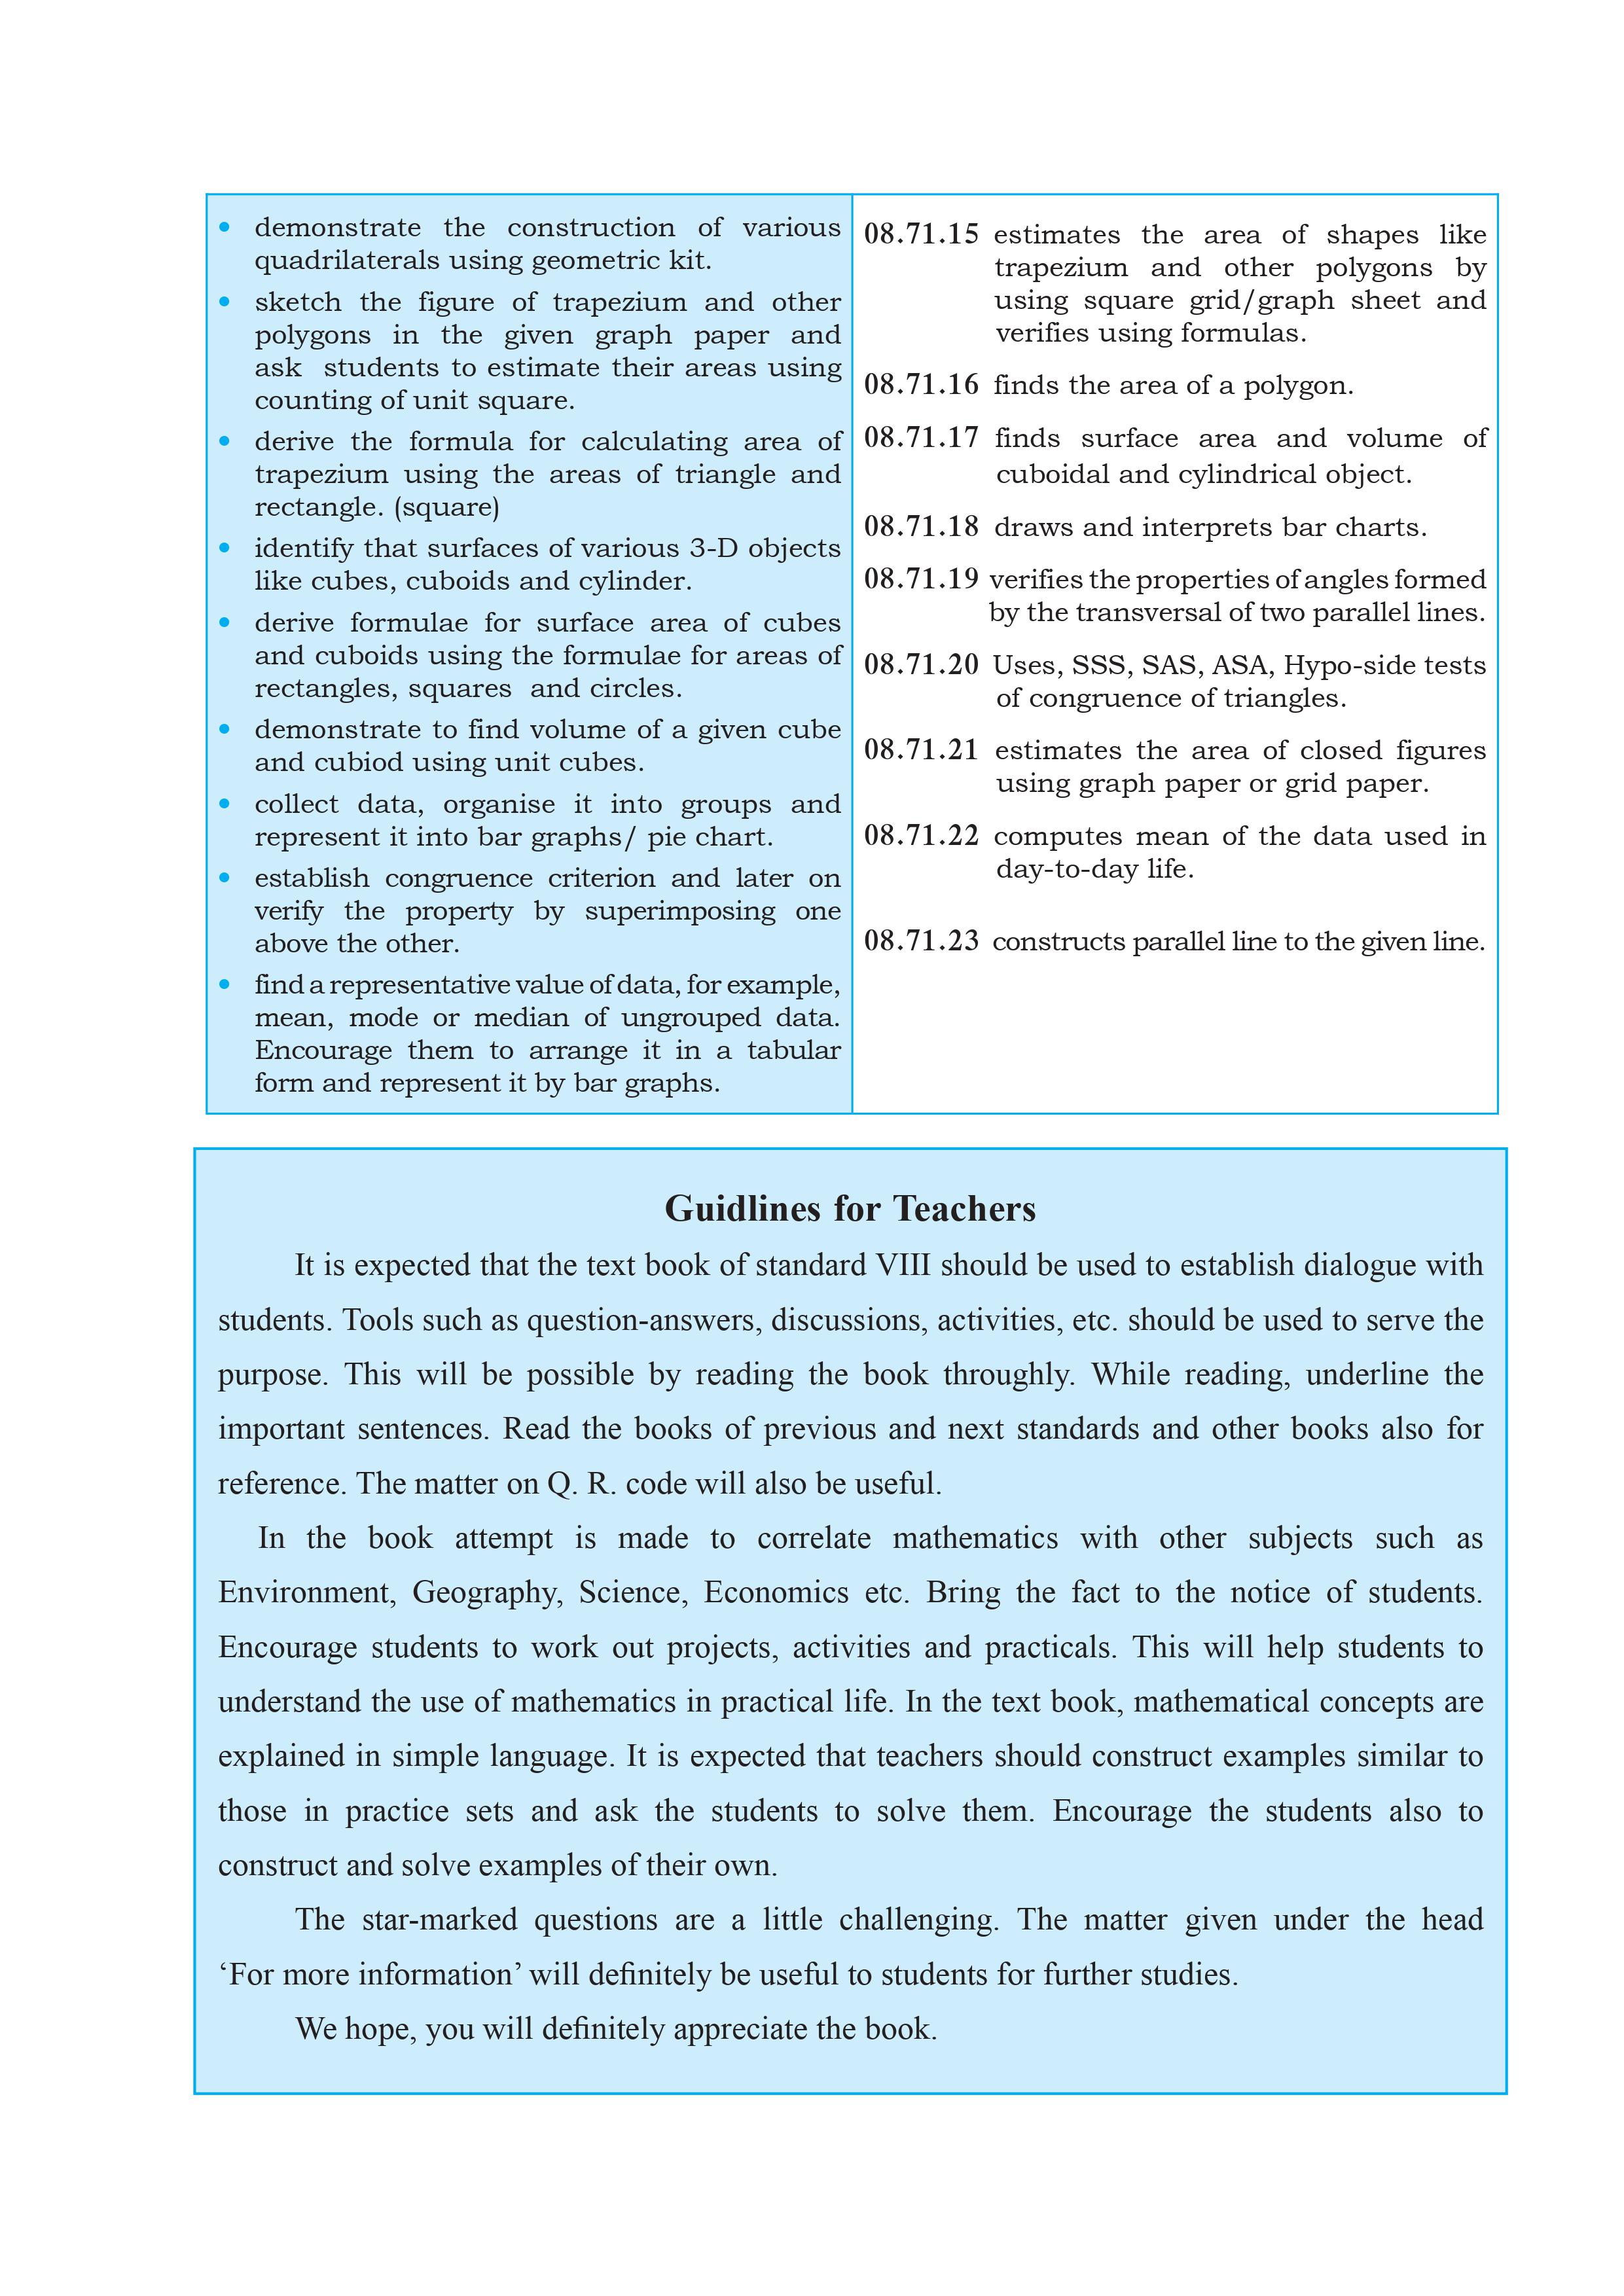 • demonstrate the construction of various
quadrilaterals using geometric kit.
• sketch the figure of trapezium and other
polygons in the given graph paper and
ask students to estimate their areas using
counting of unit square.
• derive the formula for calculating area of
trapezium using the areas of triangle and
rectangle. (square)
• identify that surfaces of various 3-D objects
like cubes, cuboids and cylinder.
• derive formulae for surface area of cubes
and cuboids using the formulae for areas of
rectangles, squares and circles.
• demonstrate to find volume of a given cube
and cubiod using unit cubes.
• collect data, organise it into groups and
represent it into bar graphs/ pie chart.
• establish congruence criterion and later on
verify the property by superimposing one
above the other.
• find a representative value of data, for example,
mean, mode or median of ungrouped data.
Encourage them to arrange it in a tabular
form and represent it by bar graphs.
08.71.15 estimates the area of shapes like
trapezium and other polygons by
using square grid/graph sheet and
verifies using formulas.
08.71.16 finds the area of a polygon.
08.71.17 finds surface area and volume of
cuboidal and cylindrical object.
08.71.18 draws and interprets bar charts.
08.71.19 verifies the properties of angles formed
by the transversal of two parallel lines.
08.71.20 Uses, SSS, SAS, ASA, Hypo-side tests
of congruence of triangles.
08.71.21 estimates the area of closed figures
using graph paper or grid paper.
08.71.22 computes mean of the data used in
day-to-day life.
08.71.23 constructs parallel line to the given line.
Guidlines for Teachers
It is expected that the text book of standard VIII should be used to establish dialogue with
students. Tools such as question-answers, discussions, activities, etc. should be used to serve the
purpose. This will be possible by reading the book throughly. While reading, underline the
important sentences. Read the books of previous and next standards and other books also for
reference. The matter on Q. R. code will also be useful.
In the book attempt is made to correlate mathematics with other subjects such as
Environment, Geography, Science, Economics etc. Bring the fact to the notice of students.
Encourage students to work out projects, activities and practicals. This will help students to
understand the use of mathematics in practical life. In the text book, mathematical concepts are
explained in simple language. It is expected that teachers should construct examples similar to
those in practice sets and ask the students to solve them. Encourage the students also to
construct and solve examples of their own.
The star-marked questions are a little challenging. The matter given under the head
‘For more information’ will definitely be useful to students for further studies.
We hope, you will definitely appreciate the book.